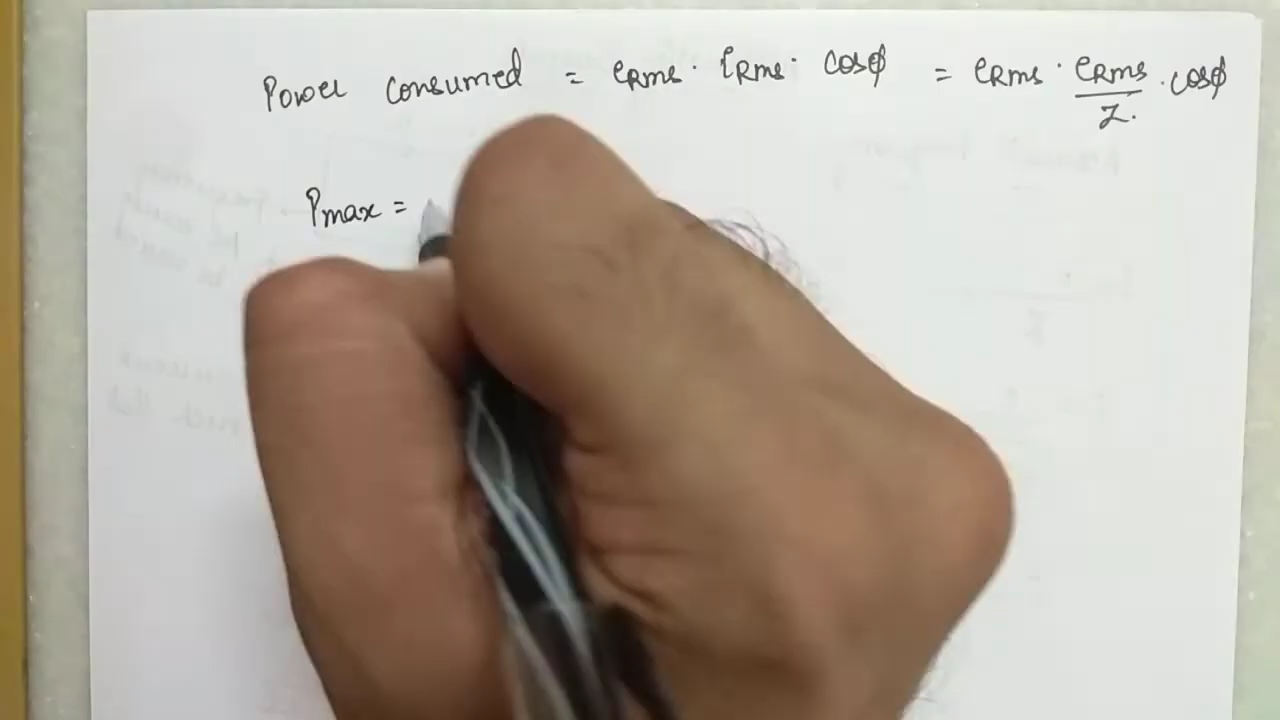 Power consumed = eRms · iRms · cosφ = eRms · eRms/Z · cosφ
Pmax =